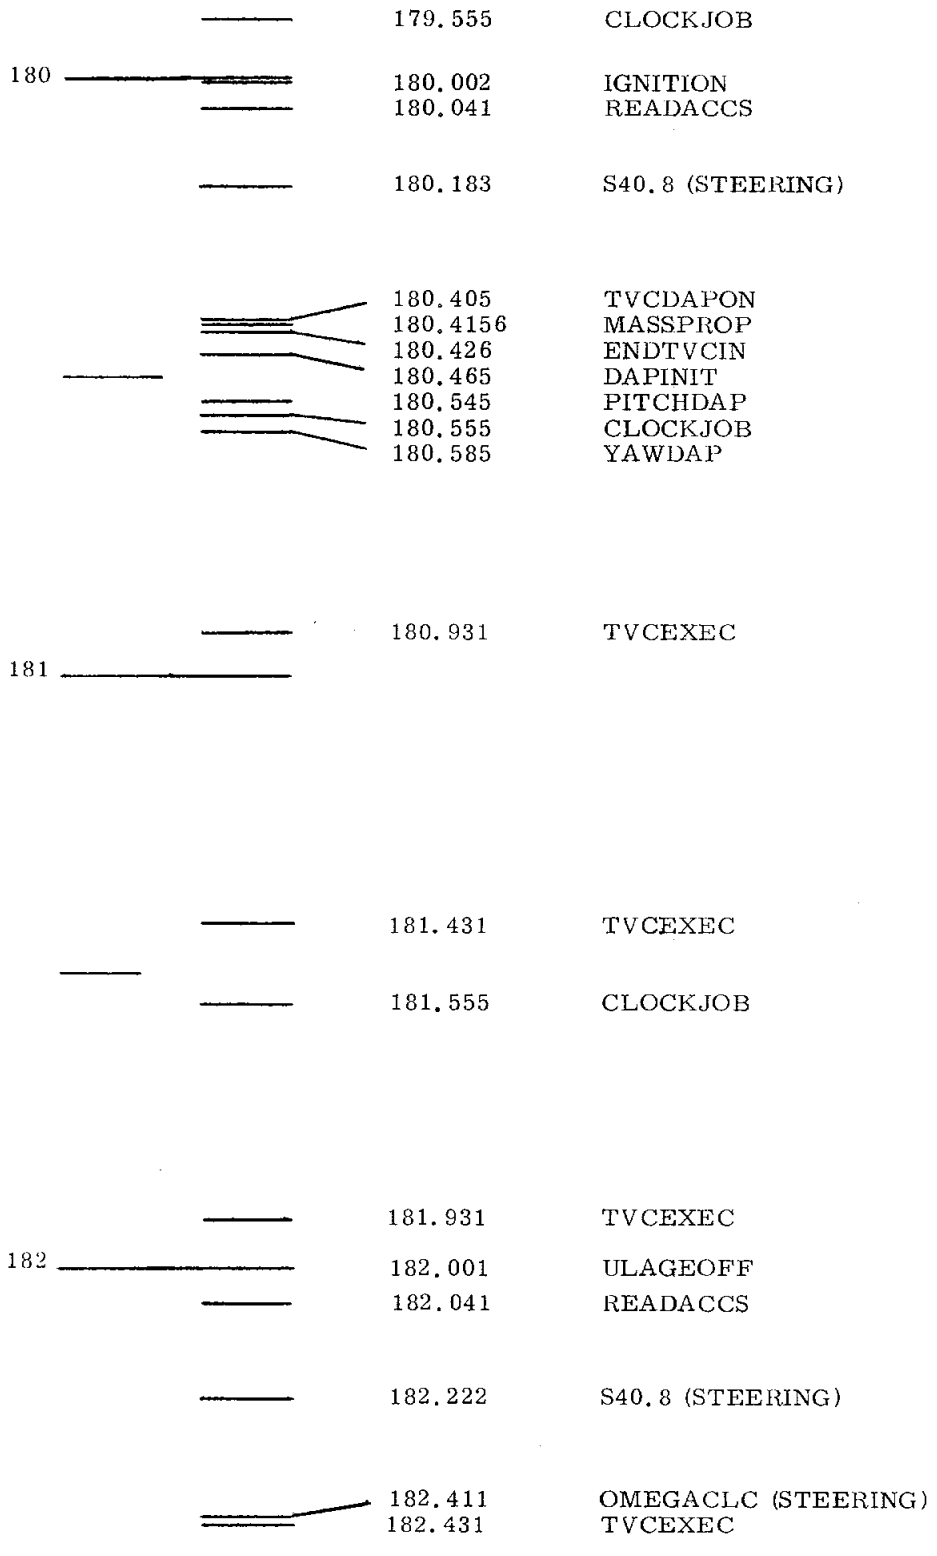 179.555 CLOCKJOB
180
180.002 IGNITION
180.041 READACCS
180.183 S40.8 (STEERING)
180.405 TVCDAPON
180.4156 MASSPROP
180.426 ENDTVCIN
180.465 DAPINIT
180.545 PITCHDAP
180.555 CLOCKJOB
180.585 YAWDAP
180.931 TVCEXEC
181
181.431 TVCEXEC
181.555 CLOCKJOB
181.931 TVCEXEC
182 182.001 ULAGEOFF
182.041 READACCS
182.222 S40.8 (STEERING)
182.411 OMEGACLC (STEERING)
182.431 TVCEXEC